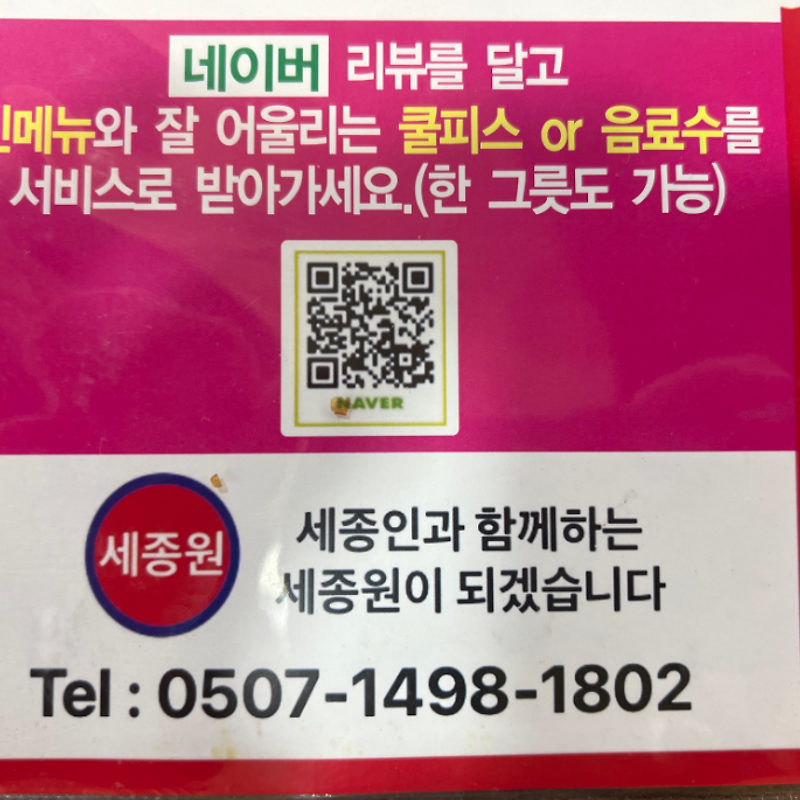 네이버 리뷰를 달고
메뉴와 잘 어울리는 쿨피스 or 음료수를
서비스로 받아가세요.(한 그릇도 가능)
NAVER
세종원
세종인과 함께하는
세종원이 되겠습니다
Tel : 0507-1498-1802